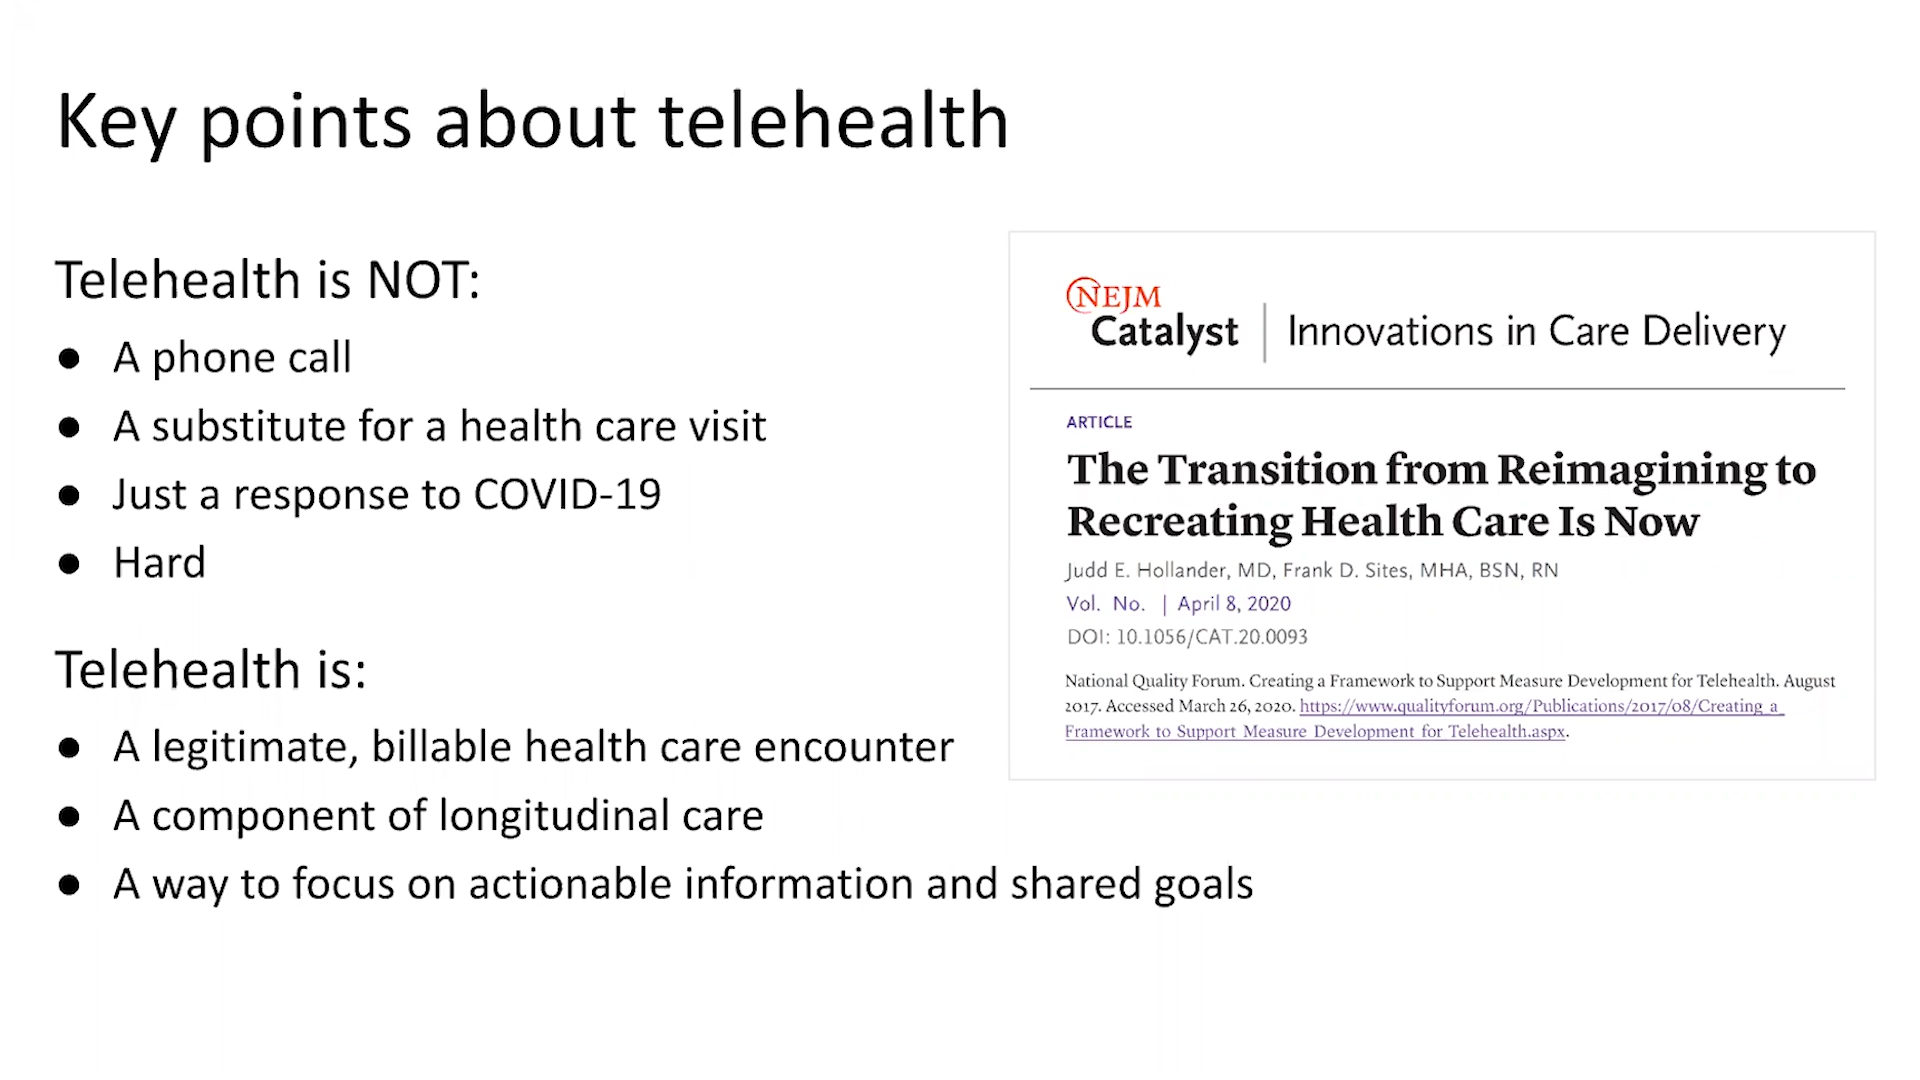 Key points about telehealth
Telehealth is NOT:
● A phone call
● A substitute for a health care visit
● Just a response to COVID-19
● Hard
Telehealth is:
● A legitimate, billable health care encounter
● A component of longitudinal care
● A way to focus on actionable information and shared goals
NEJM
Catalyst | Innovations in Care Delivery
ARTICLE
The Transition from Reimagining to
Recreating Health Care Is Now
Judd E. Hollander, MD, Frank D. Sites, MHA, BSN, RN
Vol. No. | April 8, 2020
DOI: 10.1056/CAT.20.0093
National Quality Forum. Creating a Framework to Support Measure Development for Telehealth. August
2017. Accessed March 26, 2020. https://www.qualityforum.org/Publications/2017/08/Creating_a_
Framework_to_Support_Measure_Development_for_Telehealth.aspx.